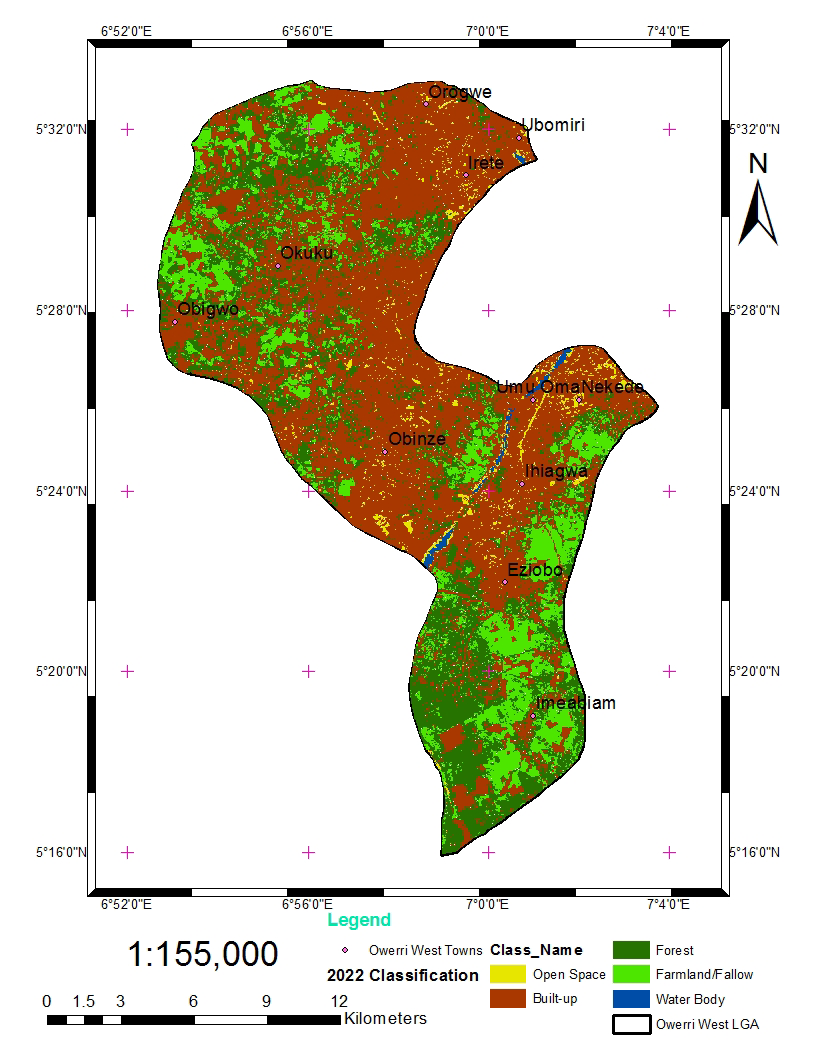 6°52'0"E 6°56'0"E 7°0'0"E 7°4'0"E
Orogwe
Ubomiri
5°32'0"N 5°32'0"N
Irete
N
Okuku
Obigwo
5°28'0"N 5°28'0"N
Umu Oma Nekede
Obinze
Ihiagwa
5°24'0"N 5°24'0"N
Eziobo
5°20'0"N 5°20'0"N
Imeabiam
5°16'0"N 5°16'0"N
6°52'0"E 6°56'0"E 7°0'0"E 7°4'0"E
Legend
1:155,000
Owerri West Towns
2022 Classification
Class_Name
Open Space
Built-up
Forest
Farmland/Fallow
Water Body
Owerri West LGA
0 1.5 3 6 9 12
Kilometers